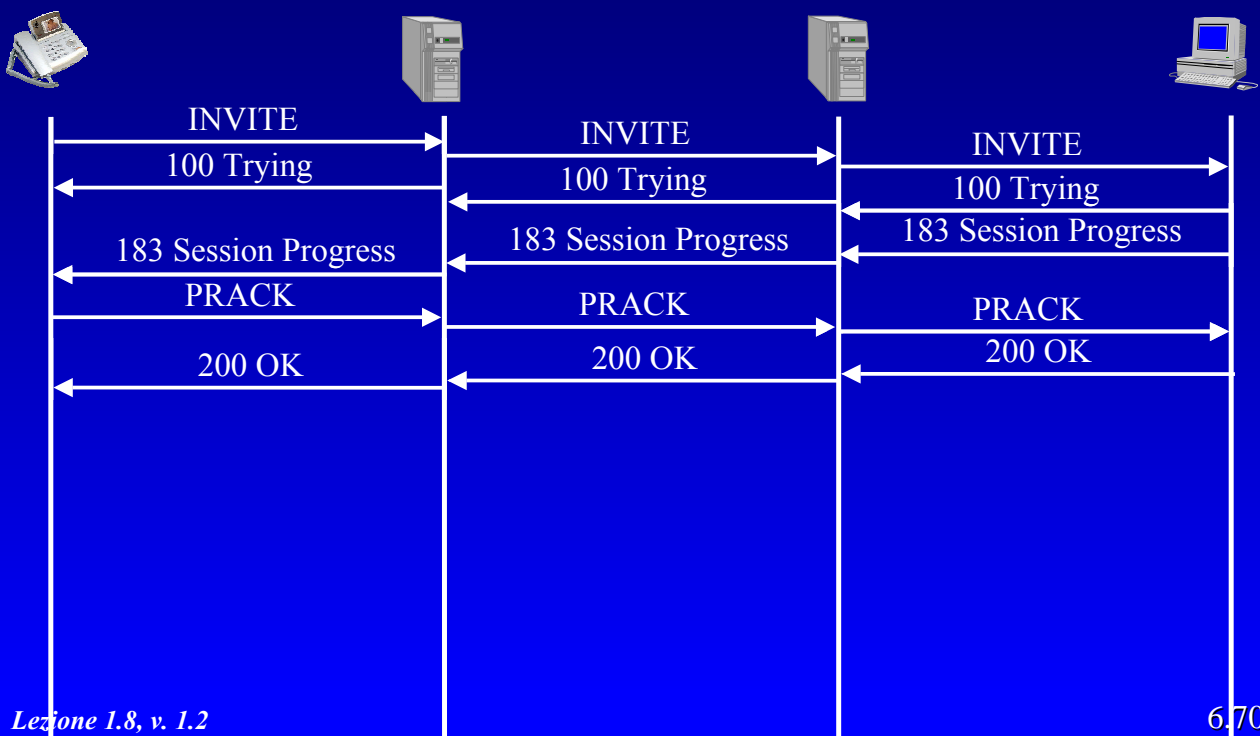 INVITE
INVITE
INVITE
100 Trying
100 Trying
100 Trying
183 Session Progress
183 Session Progress
183 Session Progress
PRACK
PRACK
PRACK
200 OK
200 OK
200 OK
Lezione 1.8, v. 1.2
6.70